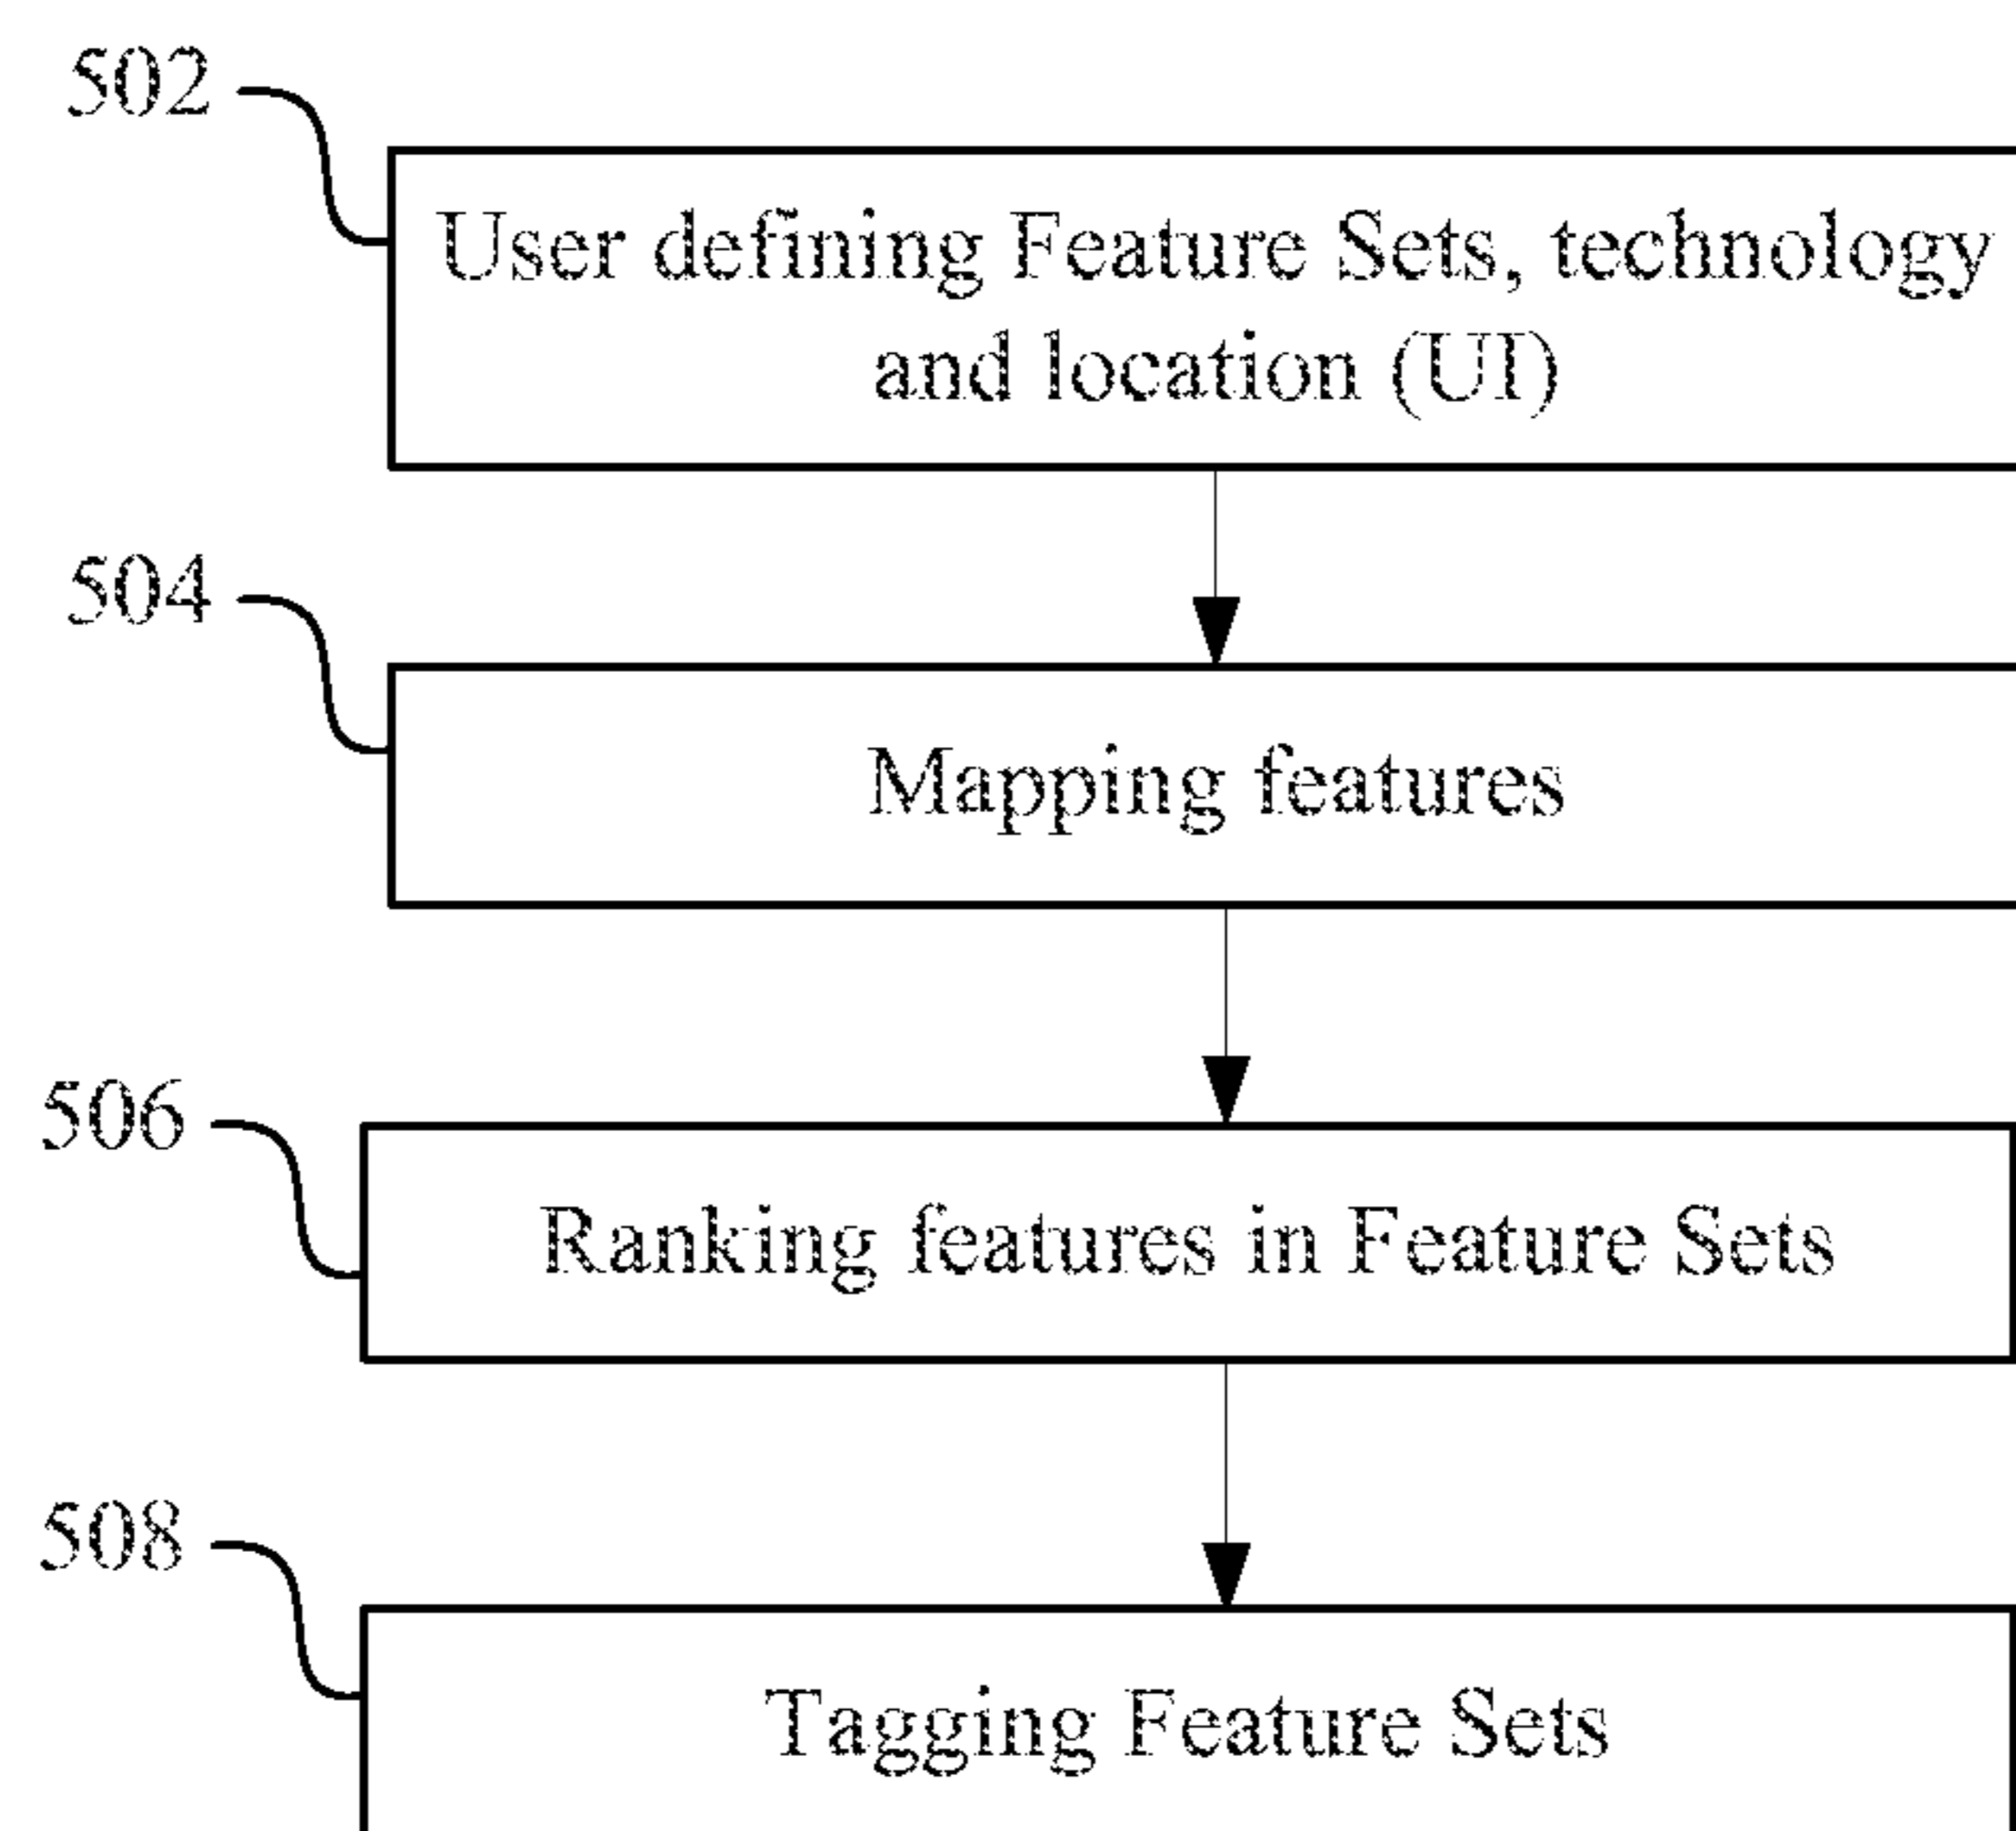 502
User defining Feature Sets, technology
and location (UI)
504
Mapping features
506
Ranking features in Feature Sets
508
Tagging Feature Sets